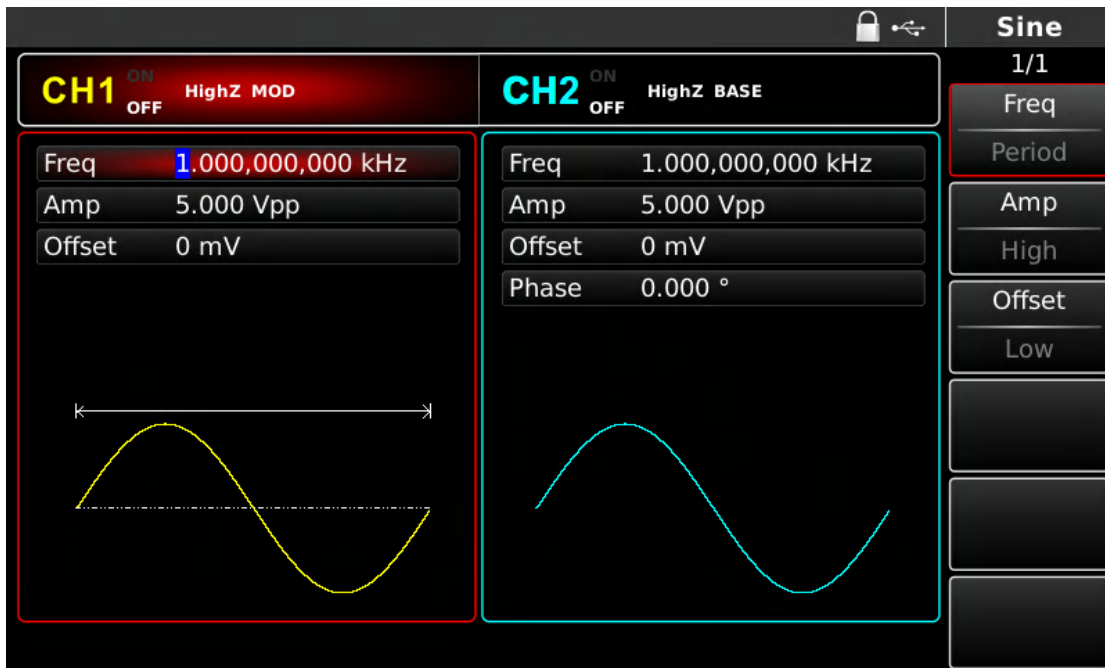 Sine
1/1
CH1 ON OFF HighZ MOD
CH2 ON OFF HighZ BASE
Freq 1.000,000,000 kHz
Amp 5.000 Vpp
Offset 0 mV
Freq 1.000,000,000 kHz
Amp 5.000 Vpp
Offset 0 mV
Phase 0.000 °
Freq
Period
Amp
High
Offset
Low